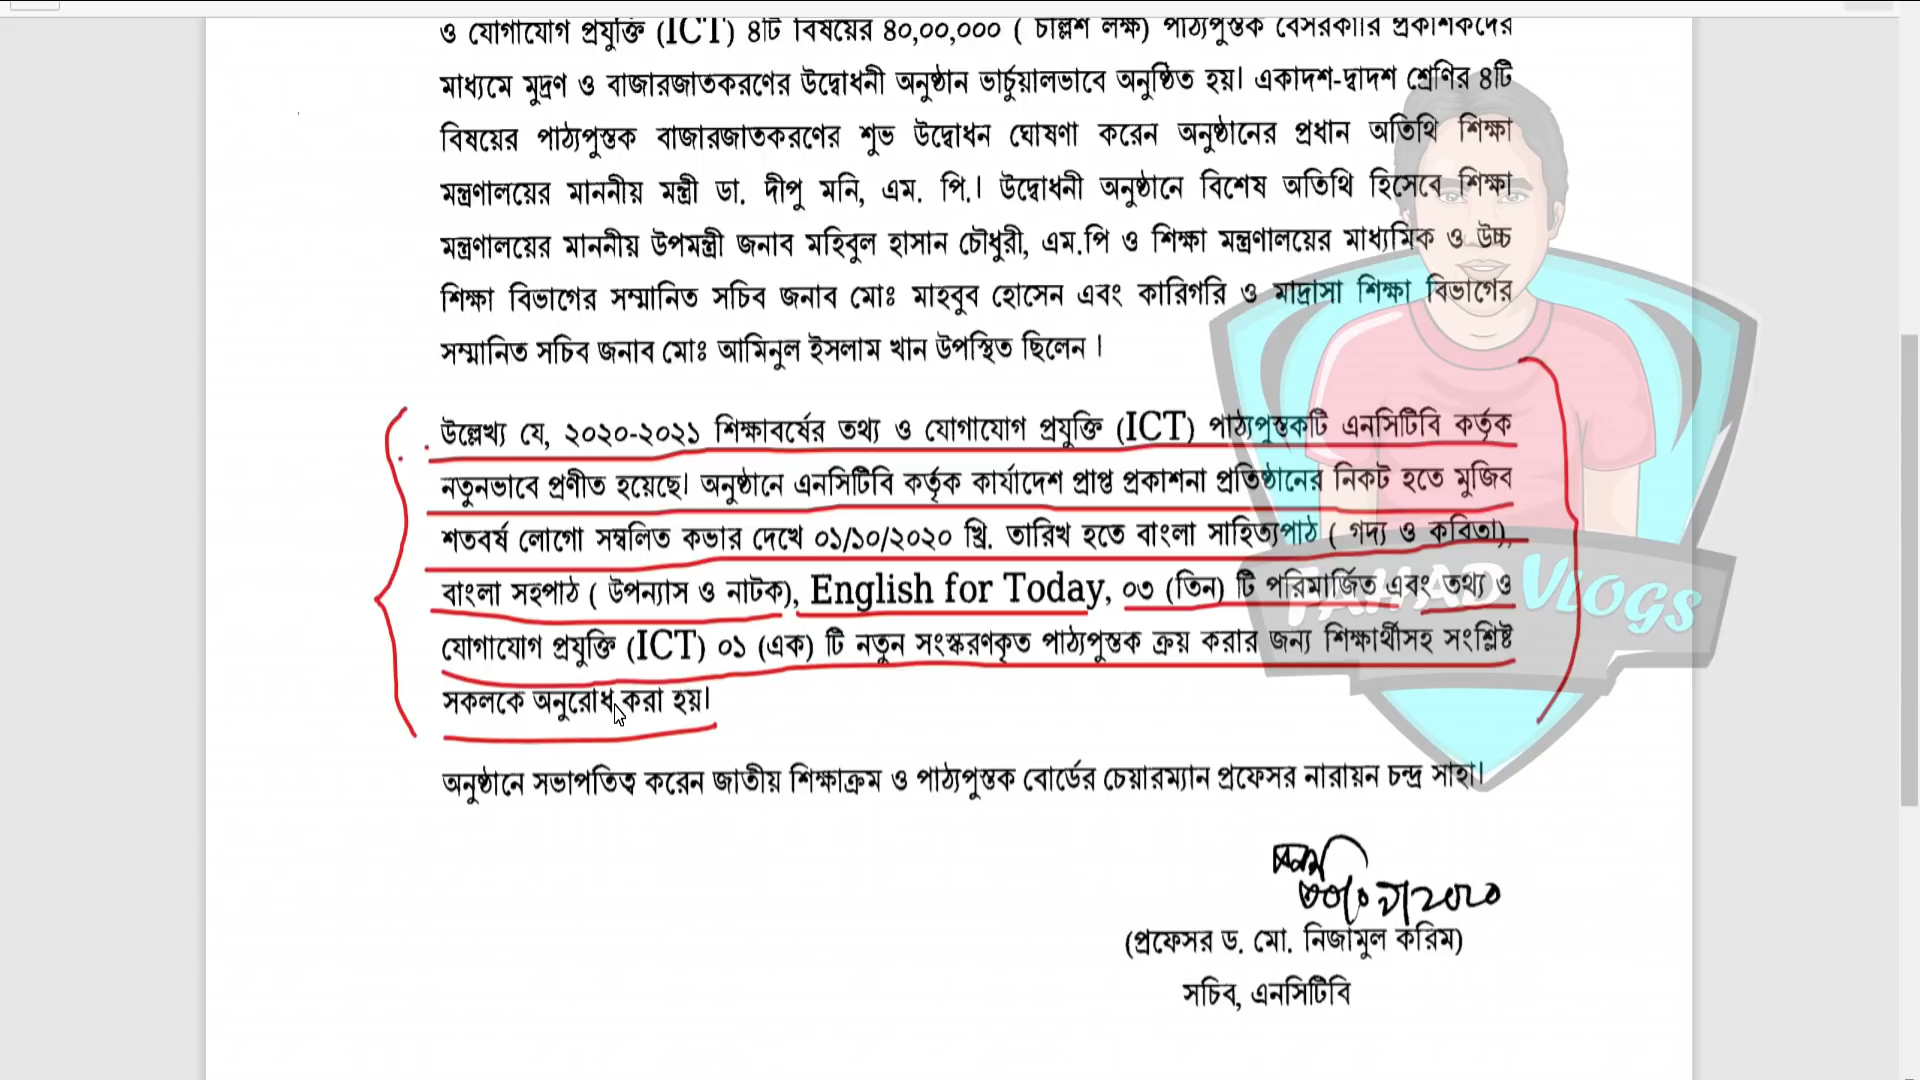 ও যোগাযোগ প্রযুক্তি (ICT) ৪টি বিষয়ের ৪০,০০,০০০ ( চল্লিশ লক্ষ) পাঠ্যপুস্তক বেসরকারি প্রকাশকদের
মাধ্যমে মুদ্রণ ও বাজারজাতকরণের উদ্বোধনী অনুষ্ঠান ভার্চুয়ালভাবে অনুষ্ঠিত হয়। একাদশ-দ্বাদশ শ্রেণির ৪টি
বিষয়ের পাঠ্যপুস্তক বাজারজাতকরণের শুভ উদ্বোধন ঘোষণা করেন অনুষ্ঠানের প্রধান অতিথি শিক্ষা
মন্ত্রণালয়ের মাননীয় মন্ত্রী ডা. দীপু মনি, এম. পি.। উদ্বোধনী অনুষ্ঠানে বিশেষ অতিথি হিসেবে শিক্ষা
মন্ত্রণালয়ের মাননীয় উপমন্ত্রী জনাব মহিবুল হাসান চৌধুরী, এম.পি ও শিক্ষা মন্ত্রণালয়ের মাধ্যমিক ও উচ্চ
শিক্ষা বিভাগের সম্মানিত সচিব জনাব মোঃ মাহবুব হোসেন এবং কারিগরি ও মাদ্রাসা শিক্ষা বিভাগের
সম্মানিত সচিব জনাব মোঃ আমিনুল ইসলাম খান উপস্থিত ছিলেন ।
উল্লেখ্য যে, ২০২০-২০২১ শিক্ষাবর্ষের তথ্য ও যোগাযোগ প্রযুক্তি (ICT) পাঠ্যপুস্তকটি এনসিটিবি কর্তৃক
নতুনভাবে প্রণীত হয়েছে। অনুষ্ঠানে এনসিটিবি কর্তৃক কার্যাদেশ প্রাপ্ত প্রকাশনা প্রতিষ্ঠানের নিকট হতে মুজিব
শতবর্ষ লোগো সম্বলিত কভার দেখে ০১/১০/২০২০ খ্রি. তারিখ হতে বাংলা সাহিত্যপাঠ ( গদ্য ও কবিতা),
বাংলা সহপাঠ ( উপন্যাস ও নাটক), English for Today, ০৩ (তিন) টি পরিমার্জিত এবং তথ্য ও
যোগাযোগ প্রযুক্তি (ICT) ০১ (এক) টি নতুন সংস্করণকৃত পাঠ্যপুস্তক ক্রয় করার জন্য শিক্ষার্থীসহ সংশ্লিষ্ট
সকলকে অনুরোধ করা হয়।
অনুষ্ঠানে সভাপতিত্ব করেন জাতীয় শিক্ষাক্রম ও পাঠ্যপুস্তক বোর্ডের চেয়ারম্যান প্রফেসর নারায়ন চন্দ্র সাহা।
৩০/০৯/২০২০
(প্রফেসর ড. মো. নিজামুল করিম)
সচিব, এনসিটিবি
FAHAD VLOGS